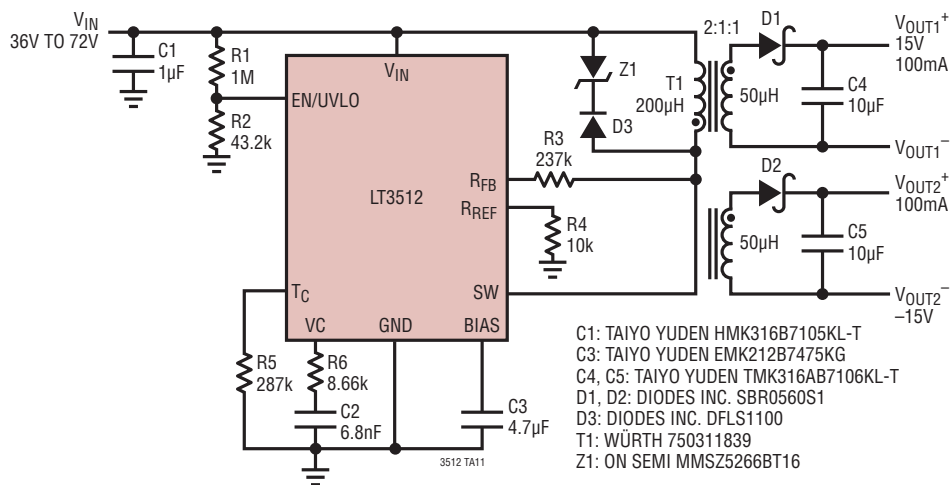 VIN
36V TO 72V
C1
1µF
R1
1M
R2
43.2k
VIN
EN/UVLO
LT3512
RFB
RREF
SW
TC
VC
GND
BIAS
Z1
D3
R3
237k
R4
10k
T1
200µH
2:1:1
50µH
D1
C4
10µF
VOUT1+
15V
100mA
VOUT1–
D2
50µH
C5
10µF
VOUT2+
100mA
VOUT2–
–15V
R5
287k
R6
8.66k
C2
6.8nF
C3
4.7µF
3512 TA11
C1: TAIYO YUDEN HMK316B7105KL-T
C3: TAIYO YUDEN EMK212B7475KG
C4, C5: TAIYO YUDEN TMK316AB7106KL-T
D1, D2: DIODES INC. SBR0560S1
D3: DIODES INC. DFLS1100
T1: WÜRTH 750311839
Z1: ON SEMI MMSZ5266BT16